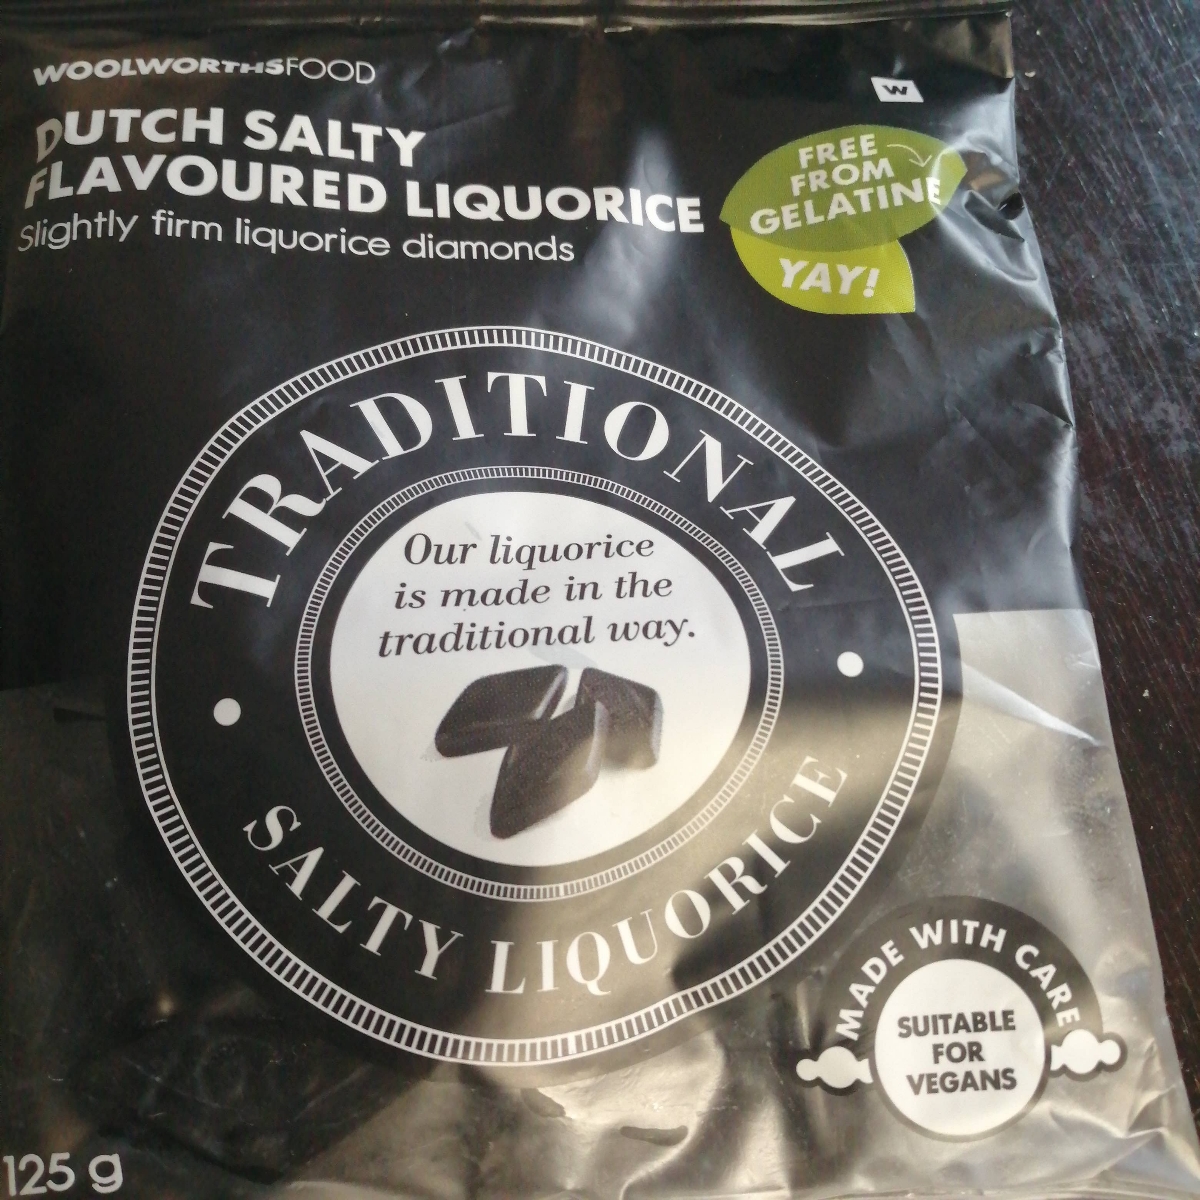 WOOLWORTHSFOOD
W
DUTCH SALTY
FLAVOURED LIQUORICE
Slightly firm liquorice diamonds
FREE
FROM
GELATINE
YAY!
TRADITIONAL
Our liquorice
is made in the
traditional way.
SALTY LIQUORICE
MADE WITH CARE
SUITABLE
FOR
VEGANS
125 g